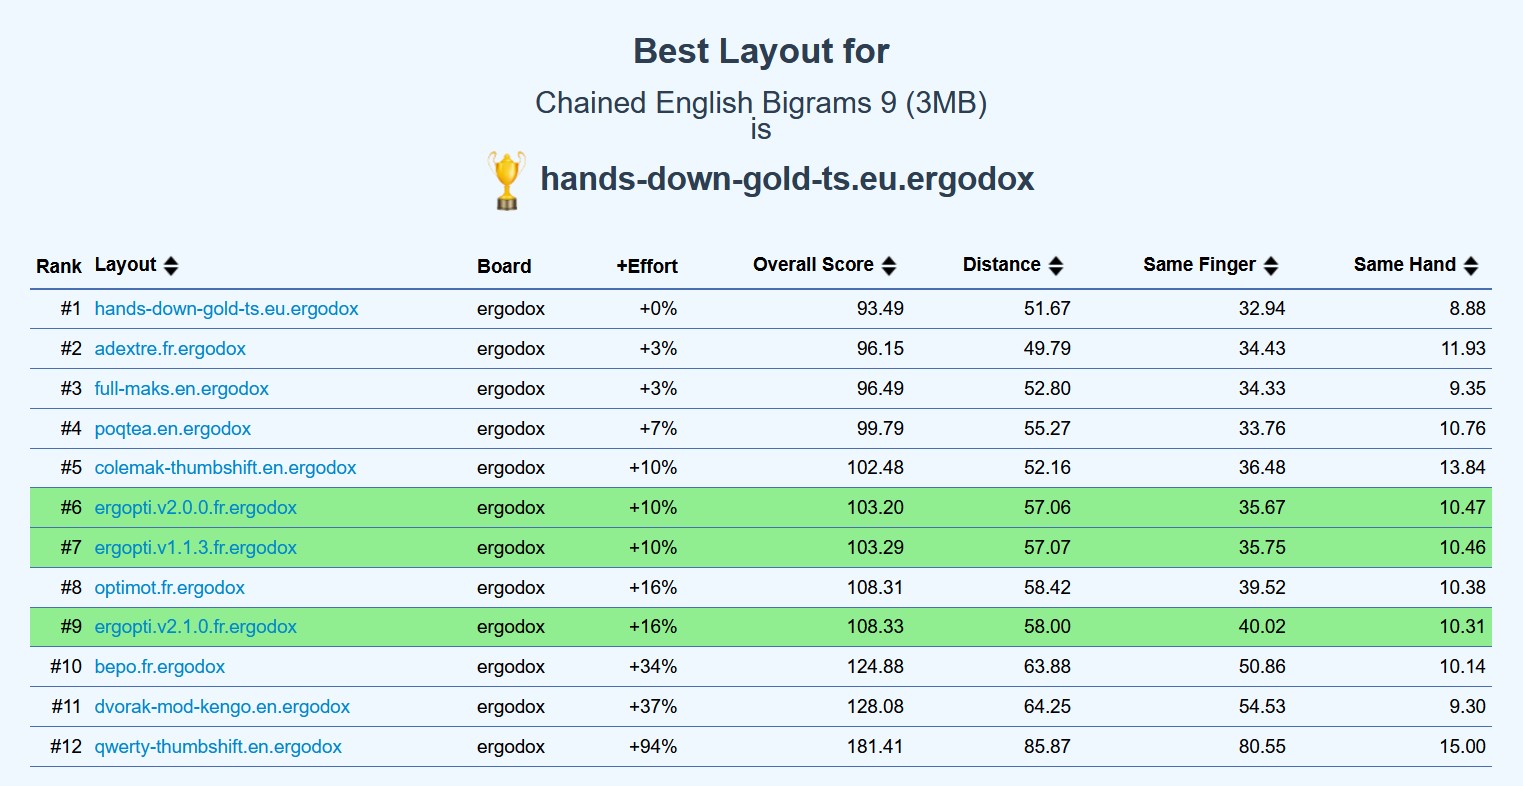 Best Layout for
Chained English Bigrams 9 (3MB)
is
hands-down-gold-ts.eu.ergodox
Rank Layout Board +Effort Overall Score Distance Same Finger Same Hand
#1 hands-down-gold-ts.eu.ergodox ergodox +0% 93.49 51.67 32.94 8.88
#2 adextre.fr.ergodox ergodox +3% 96.15 49.79 34.43 11.93
#3 full-maks.en.ergodox ergodox +3% 96.49 52.80 34.33 9.35
#4 poqtea.en.ergodox ergodox +7% 99.79 55.27 33.76 10.76
#5 colemak-thumbshift.en.ergodox ergodox +10% 102.48 52.16 36.48 13.84
#6 ergopti.v2.0.0.fr.ergodox ergodox +10% 103.20 57.06 35.67 10.47
#7 ergopti.v1.1.3.fr.ergodox ergodox +10% 103.29 57.07 35.75 10.46
#8 optimot.fr.ergodox ergodox +16% 108.31 58.42 39.52 10.38
#9 ergopti.v2.1.0.fr.ergodox ergodox +16% 108.33 58.00 40.02 10.31
#10 bepo.fr.ergodox ergodox +34% 124.88 63.88 50.86 10.14
#11 dvorak-mod-kengo.en.ergodox ergodox +37% 128.08 64.25 54.53 9.30
#12 qwerty-thumbshift.en.ergodox ergodox +94% 181.41 85.87 80.55 15.00